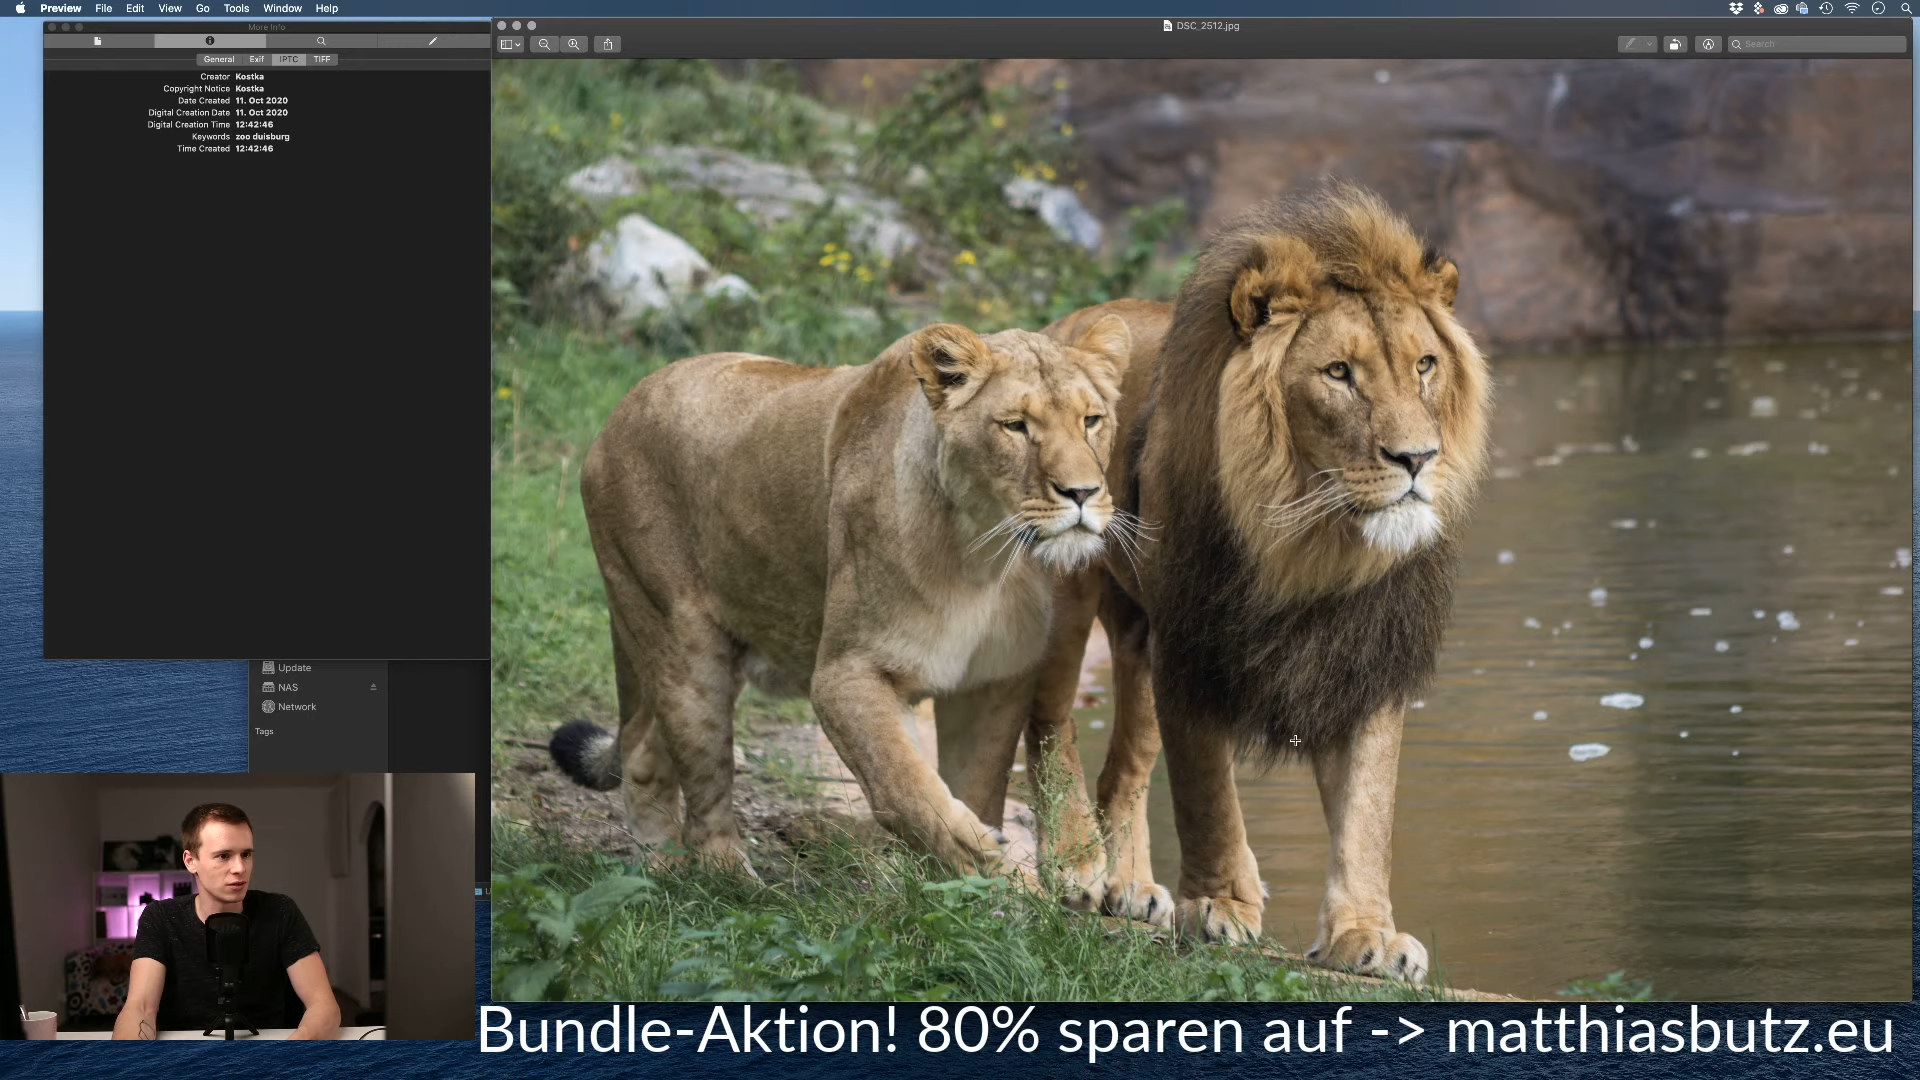 Preview File Edit View Go Tools Window Help
More Info
DSC_2512.jpg
Search
General Exif IPTC TIFF
Creator Kostka
Copyright Notice Kostka
Date Created 11. Oct 2020
Digital Creation Date 11. Oct 2020
Digital Creation Time 12:42:46
Keywords zoo duisburg
Time Created 12:42:46
Update
NAS
Network
Tags
Bundle-Aktion! 80% sparen auf -> matthiasbutz.eu